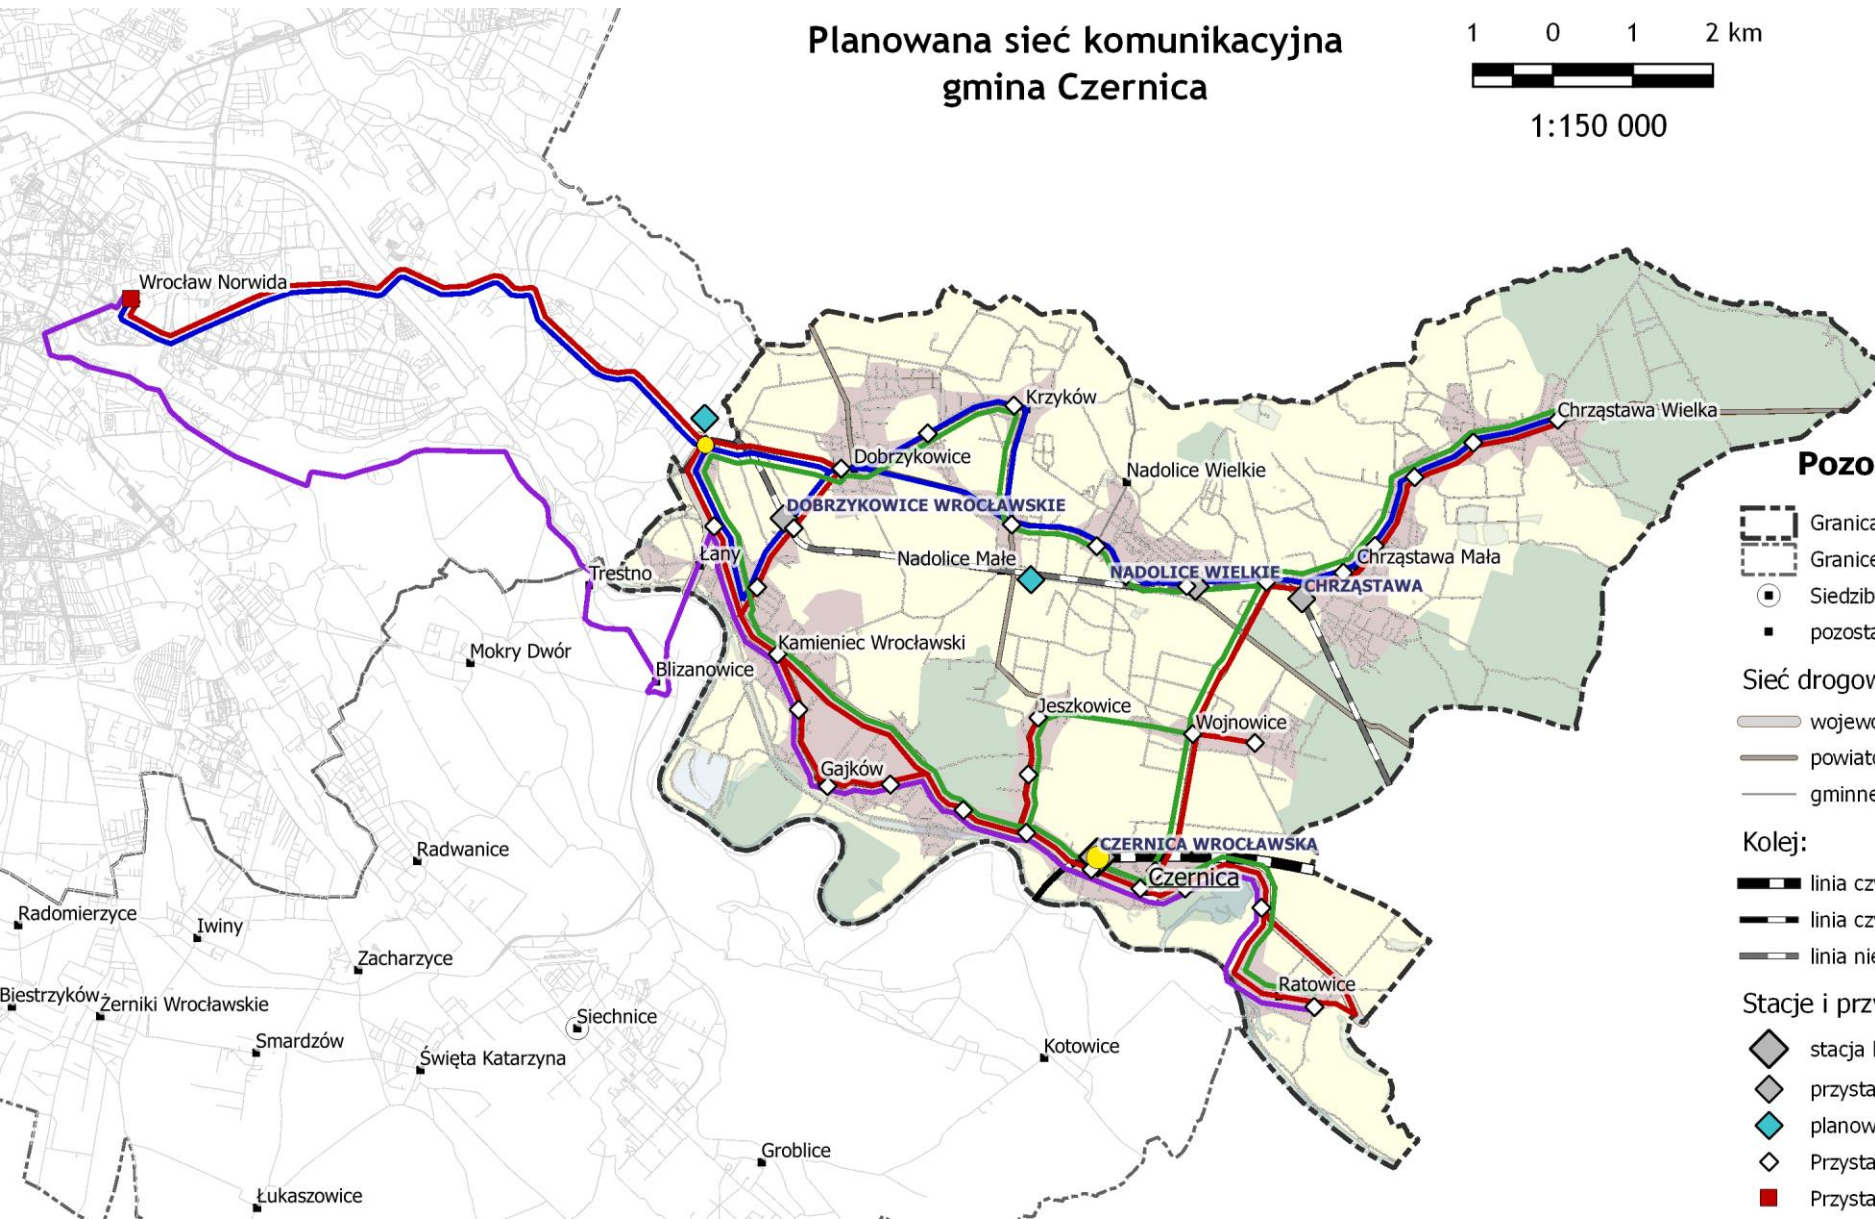 Planowana sieć komunikacyjna
gmina Czernica
1 0 1 2 km
1:150 000
Wrocław Norwida
Krzyków
Chrząstawa Wielka
Dobrzykowice
Nadolice Wielkie
DOBRZYKOWICE WROCŁAWSKIE
Łany
Nadolice Małe
Chrząstawa Mała
NADOLICE WIELKIE
CHRZĄSTAWA
Trestno
Mokry Dwór
Kamieniec Wrocławski
Blizanowice
Jeszkowice
Wojnowice
Gajków
CZERNICA WROCŁAWSKA
Czernica
Radwanice
Radomierzyce
Iwiny
Zacharzyce
Ratowice
Biestrzyków
Żerniki Wrocławskie
Siechnice
Smardzów
Święta Katarzyna
Kotowice
Groblice
Łukaszowice
Pozo
Granica
Granice
Siedzib
pozosta
Sieć drogow
wojewo
powiato
gminne
Kolej:
linia cz
linia cz
linia nie
Stacje i przy
stacja
przysta
planow
Przysta
Przysta